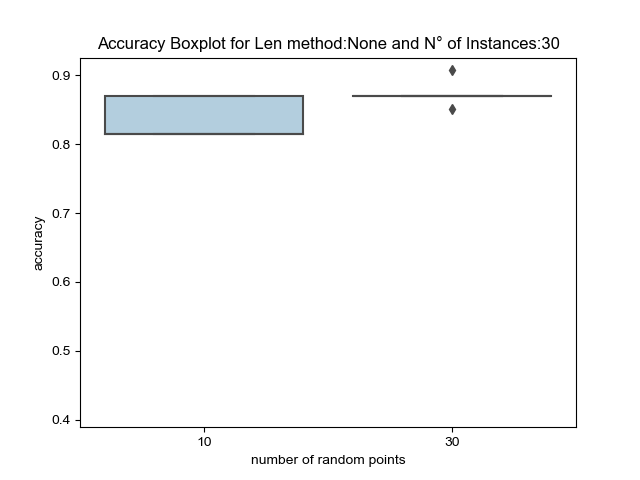 Accuracy Boxplot for Len method:None and N° of Instances:30
0.9
0.8
0.7
0.6
0.5
0.4
accuracy
10 30
number of random points